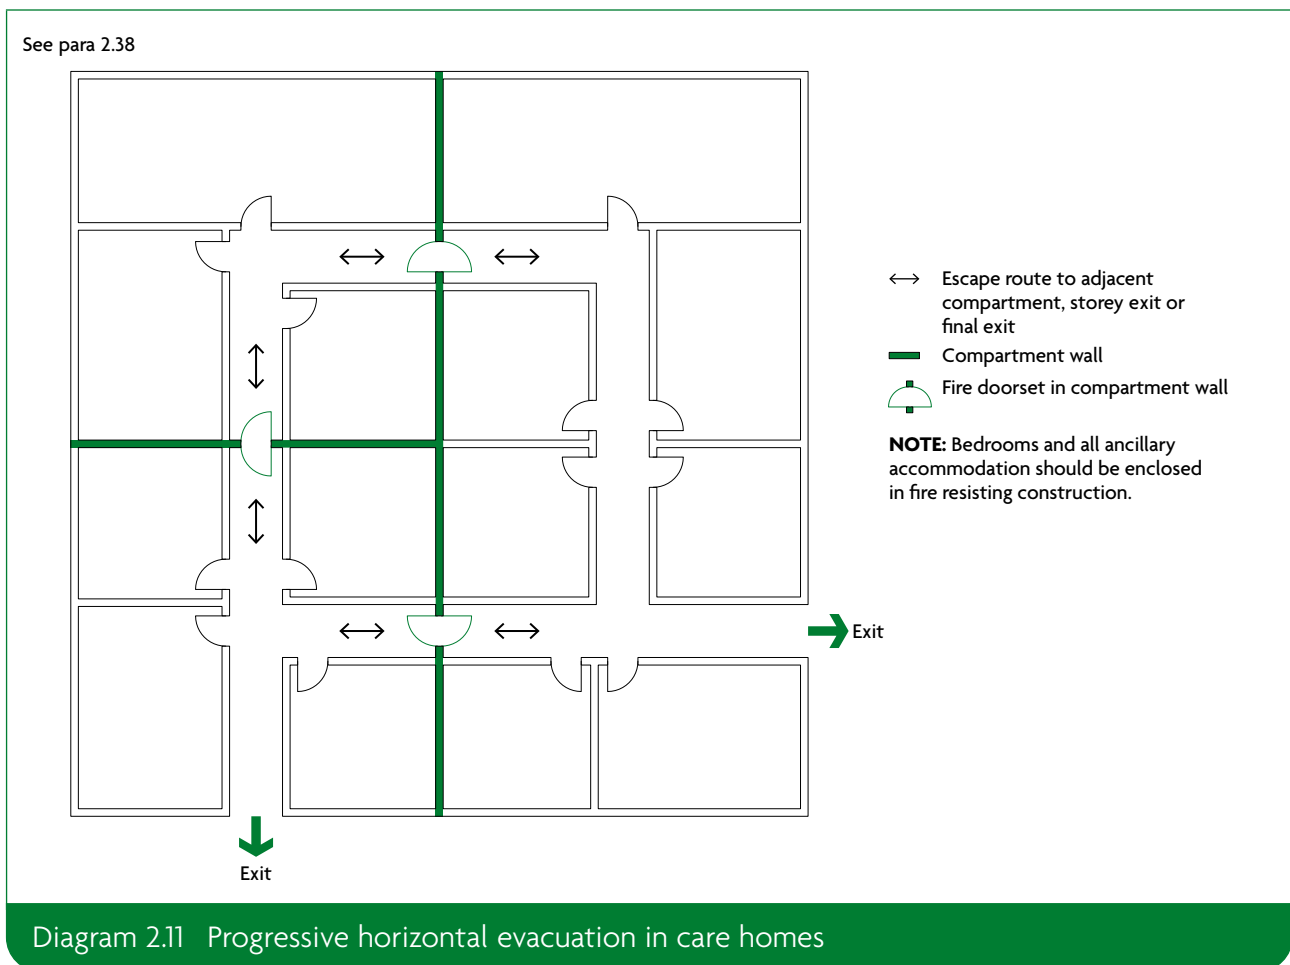 See para 2.38
Escape route to adjacent
compartment, storey exit or
final exit
Compartment wall
Fire doorset in compartment wall
NOTE: Bedrooms and all ancillary
accommodation should be enclosed
in fire resisting construction.
Exit
Exit
Diagram 2.11 Progressive horizontal evacuation in care homes